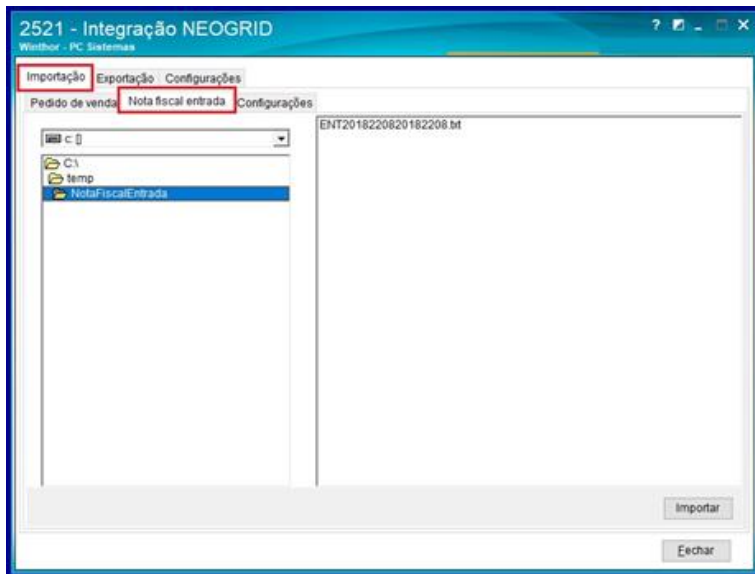 2521 - Integração NEOGRID
Winthor - PC Sistemas
Importação Exportação Configurações
Pedido de venda Nota fiscal entrada Configurações
c: []
C:\
temp
NotaFiscalEntrada
ENT2018220820182208.txt
Importar
Fechar